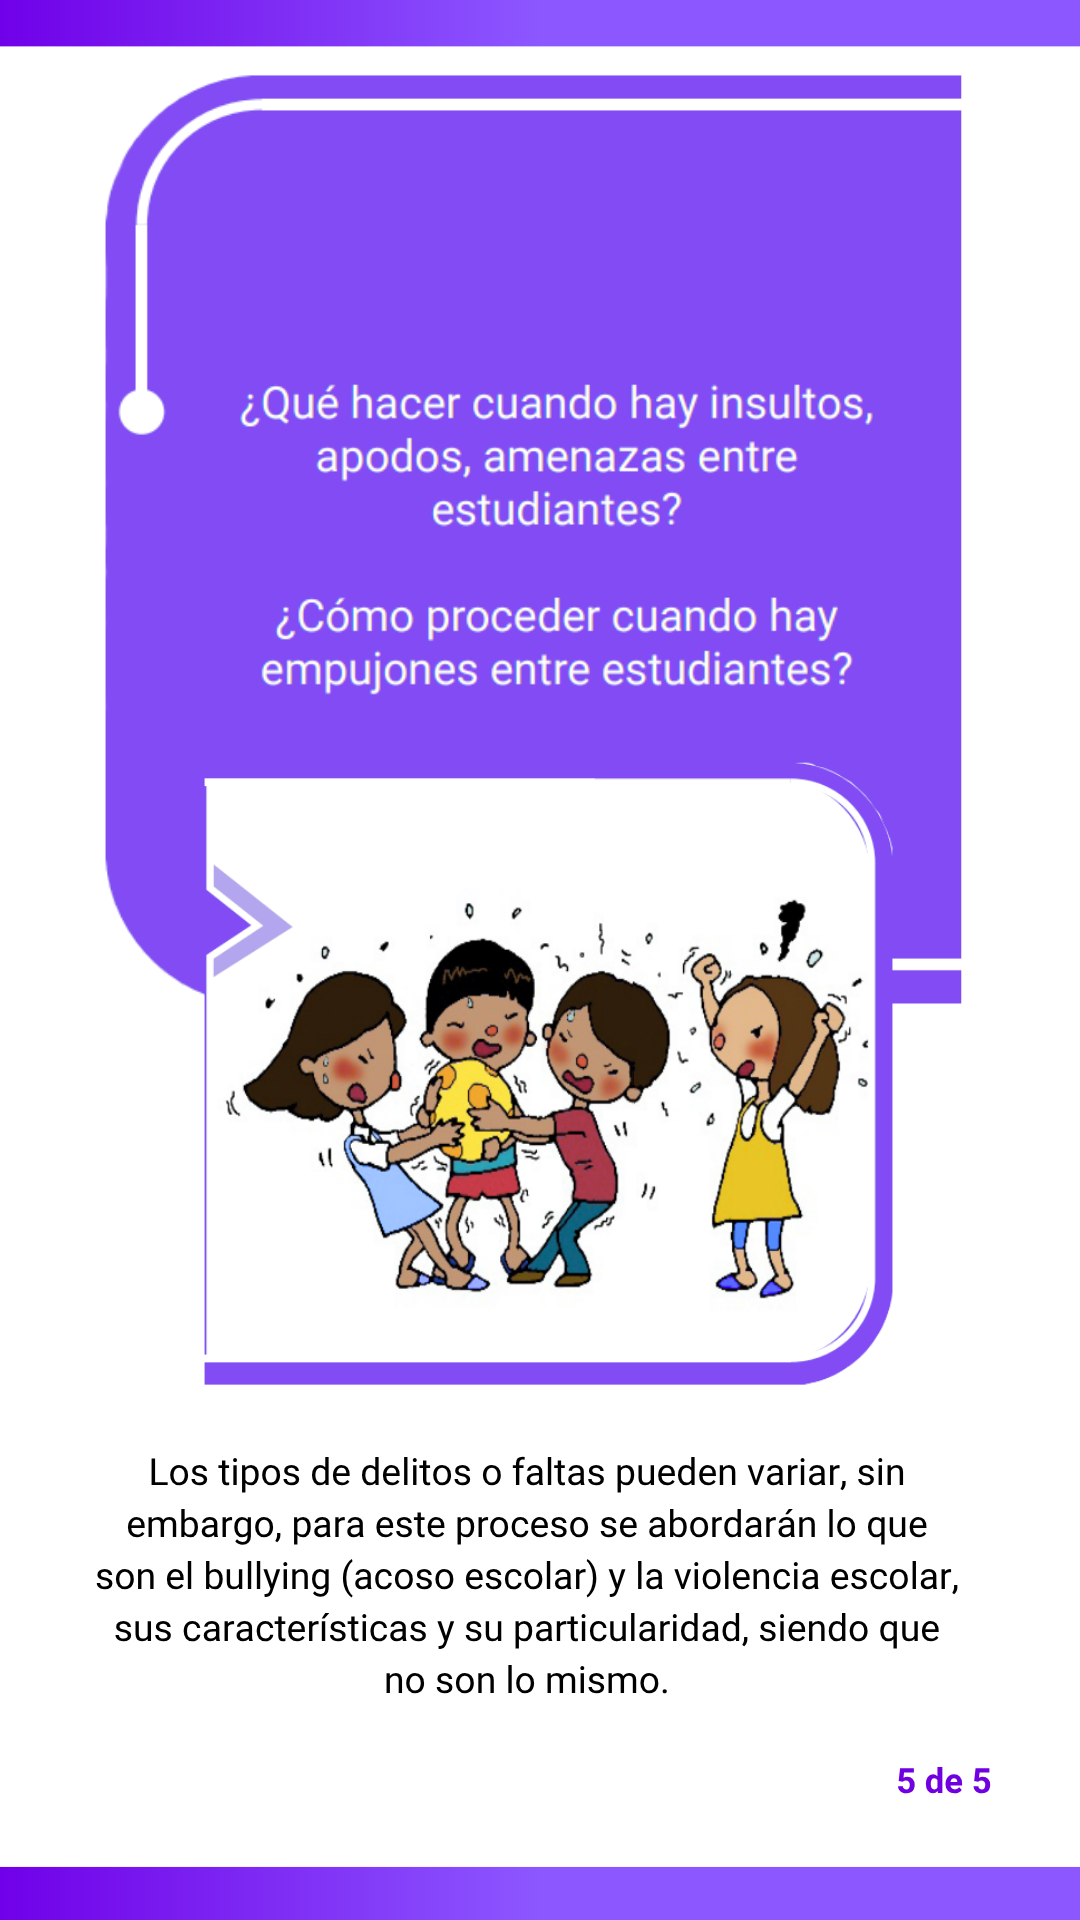 ¿Qué hacer cuando hay insultos,
apodos, amenazas entre
estudiantes?
¿Cómo proceder cuando hay
empujones entre estudiantes?
Los tipos de delitos o faltas pueden variar, sin
embargo, para este proceso se abordarán lo que
son el bullying (acoso escolar) y la violencia escolar,
sus características y su particularidad, siendo que
no son lo mismo.
5 de 5